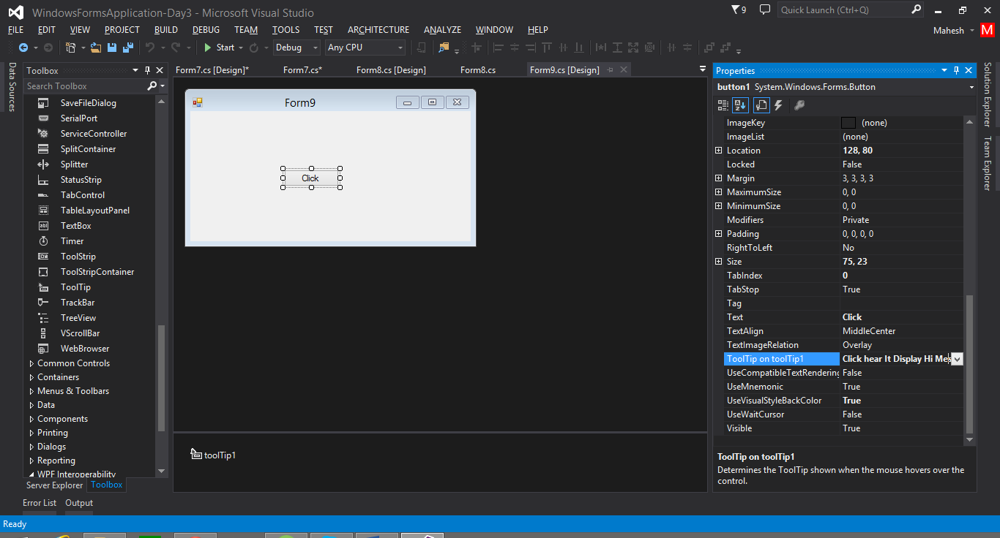 WindowsFormsApplication-Day3 - Microsoft Visual Studio
9
Quick Launch (Ctrl+Q)
FILE EDIT VIEW PROJECT BUILD DEBUG TEAM TOOLS TEST ARCHITECTURE ANALYZE WINDOW HELP
Mahesh M
Start Debug Any CPU
Data Sources
Toolbox
Search Toolbox
SaveFileDialog
SerialPort
ServiceController
SplitContainer
Splitter
StatusStrip
TabControl
TableLayoutPanel
TextBox
Timer
ToolStrip
ToolStripContainer
ToolTip
TrackBar
TreeView
VScrollBar
WebBrowser
Common Controls
Containers
Menus & Toolbars
Data
Components
Printing
Dialogs
Reporting
WPF Interoperability
Server Explorer Toolbox
Form7.cs [Design]* Form7.cs* Form8.cs [Design] Form8.cs Form9.cs [Design]
Form9
Click
toolTip1
Properties
button1 System.Windows.Forms.Button
ImageKey (none)
ImageList (none)
Location 128, 80
Locked False
Margin 3, 3, 3, 3
MaximumSize 0, 0
MinimumSize 0, 0
Modifiers Private
Padding 0, 0, 0, 0
RightToLeft No
Size 75, 23
TabIndex 0
TabStop True
Tag
Text Click
TextAlign MiddleCenter
TextImageRelation Overlay
ToolTip on toolTip1 Click hear It Display Hi Mes
UseCompatibleTextRendering False
UseMnemonic True
UseVisualStyleBackColor True
UseWaitCursor False
Visible True
ToolTip on toolTip1
Determines the ToolTip shown when the mouse hovers over the
control.
Solution Explorer
Team Explorer
Error List Output
Ready